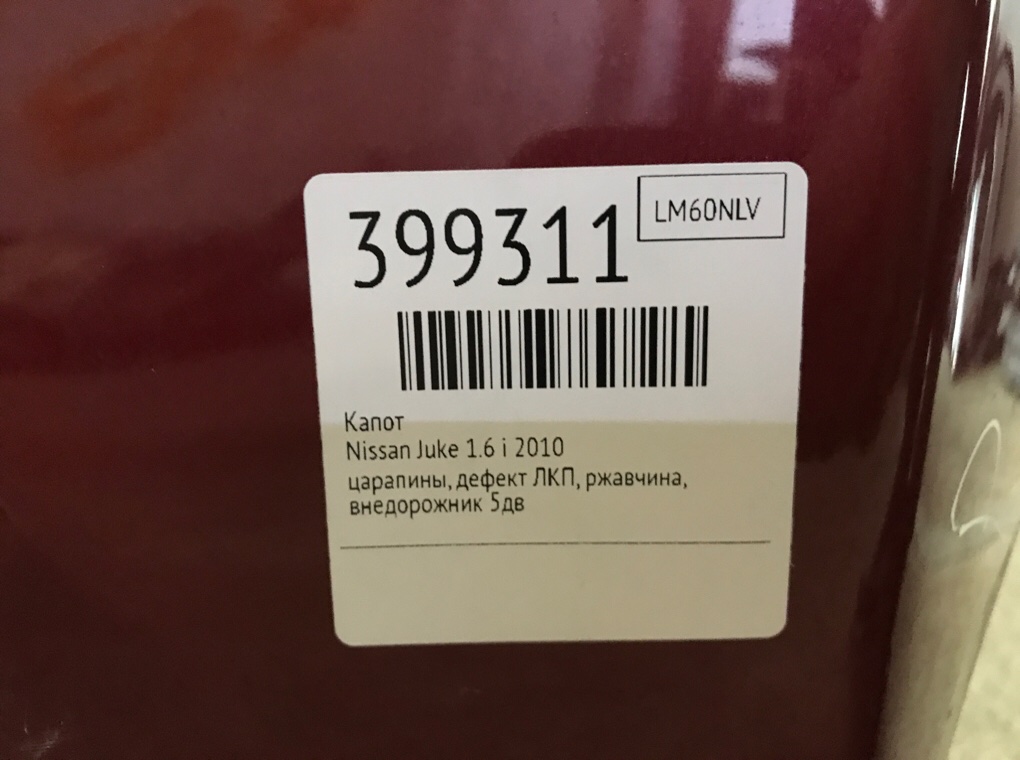 399311
LM60NLV
Капот
Nissan Juke 1.6 i 2010
царапины, дефект ЛКП, ржавчина,
внедорожник 5дв